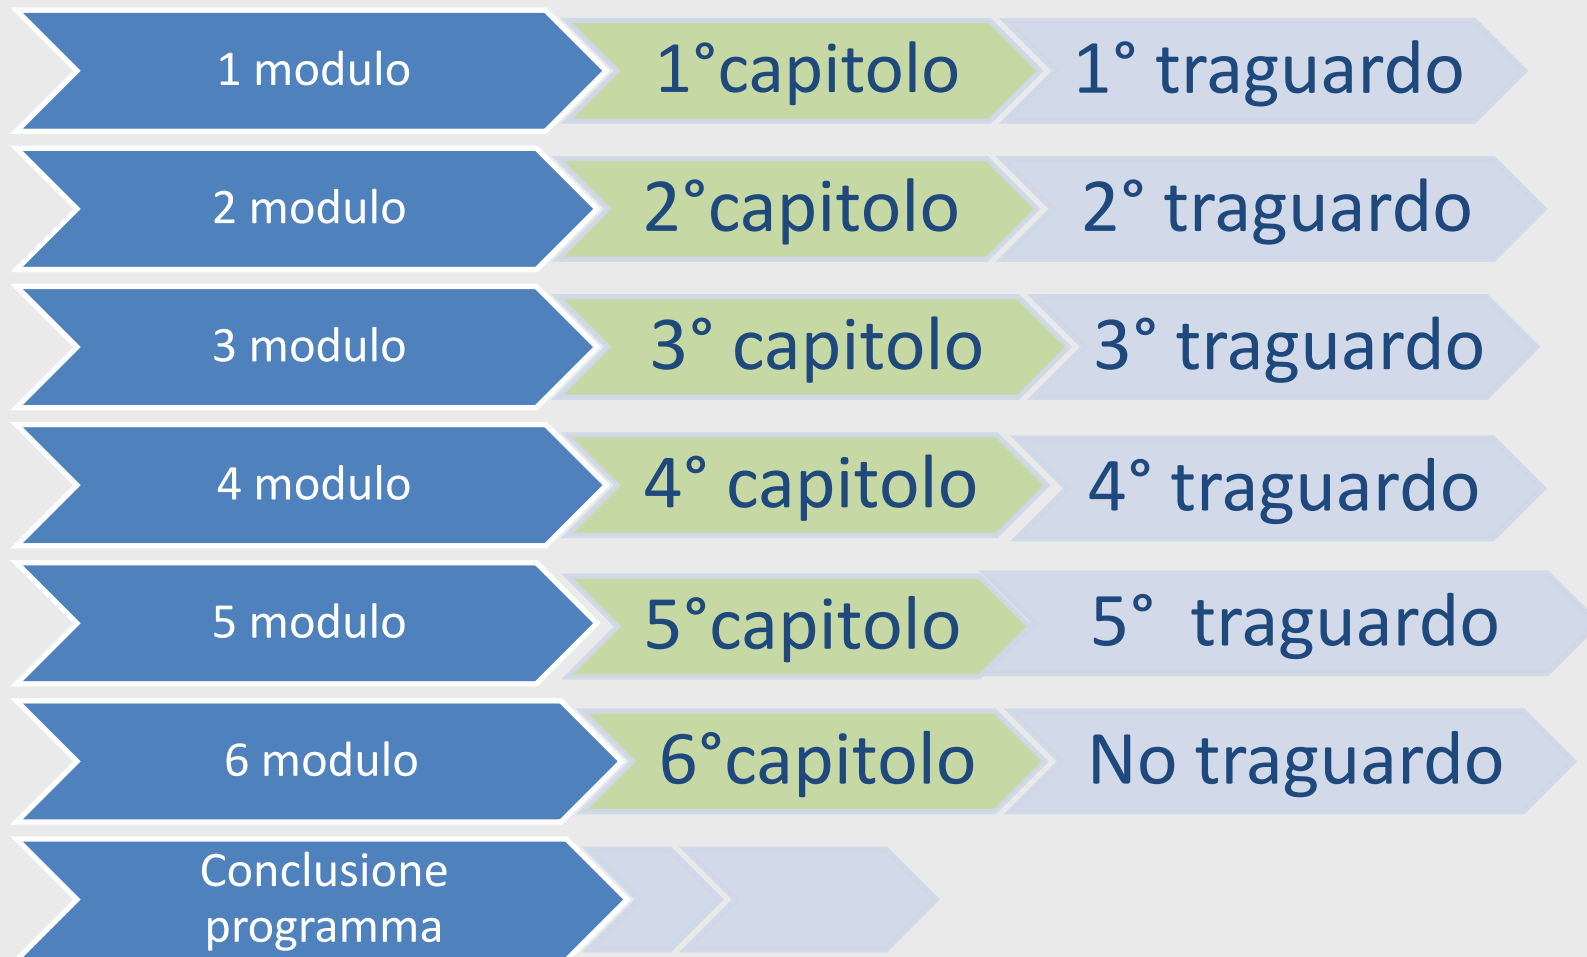 1 modulo 1°capitolo 1° traguardo
2 modulo 2°capitolo 2° traguardo
3 modulo 3° capitolo 3° traguardo
4 modulo 4° capitolo 4° traguardo
5 modulo 5°capitolo 5°  traguardo
6 modulo 6°capitolo No traguardo
Conclusione
programma